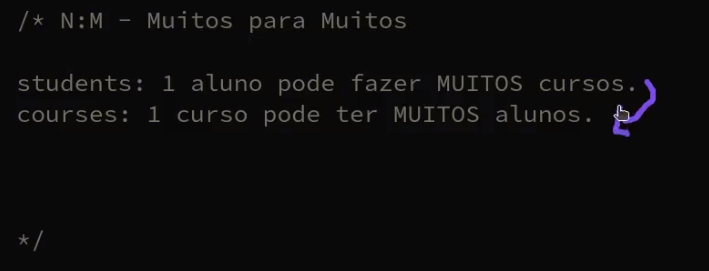 /* N:M - Muitos para Muitos
students: 1 aluno pode fazer MUITOS cursos.
courses: 1 curso pode ter MUITOS alunos.
*/